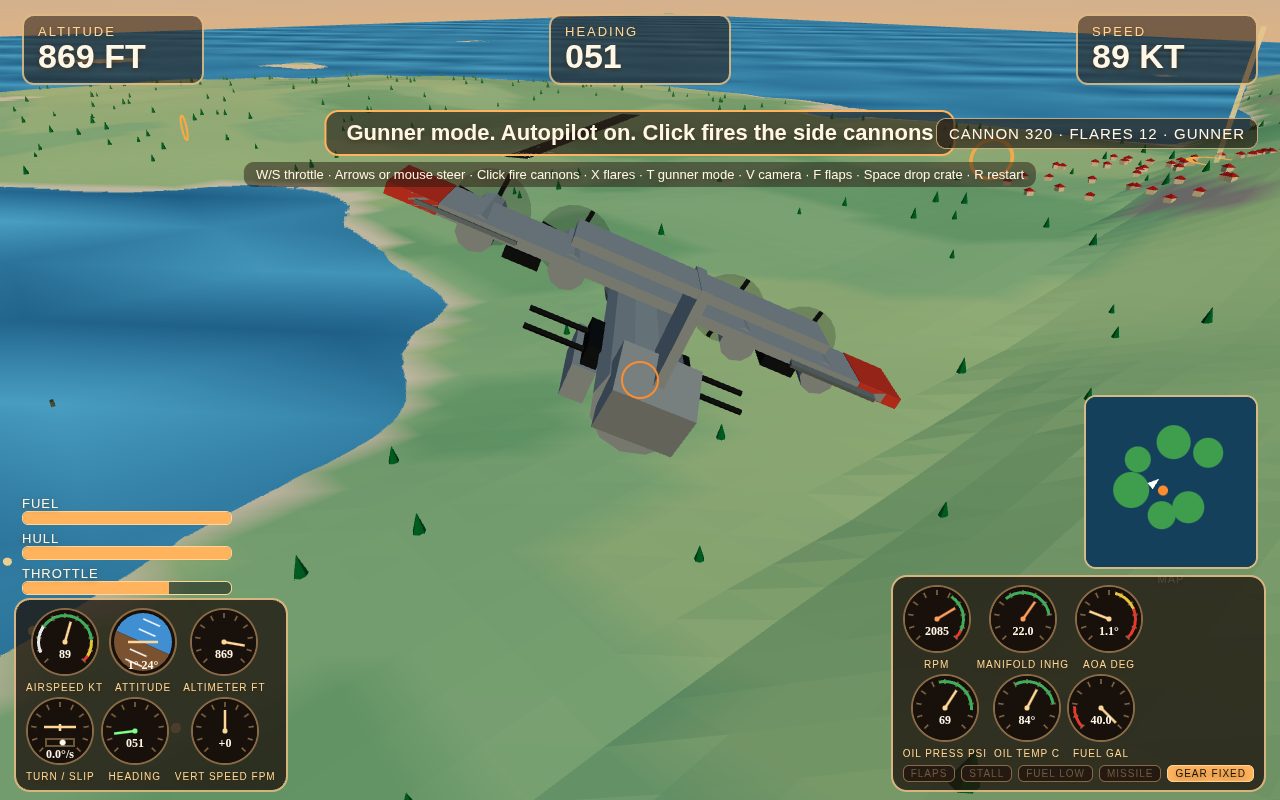 ALTITUDE
869 FT
HEADING
051
SPEED
89 KT
Gunner mode. Autopilot on. Click fires the side cannons
CANNON 320 · FLARES 12 · GUNNER
W/S throttle · Arrows or mouse steer · Click fire cannons · X flares · T gunner mode · V camera · F flaps · Space drop crate · R restart
FUEL
HULL
THROTTLE
MAP
89
1°·24°
869
AIRSPEED KT
ATTITUDE
ALTIMETER FT
0.0°/s
051
+0
TURN / SLIP
HEADING
VERT SPEED FPM
2085
22.0
1.1°
RPM
MANIFOLD INHG
AOA DEG
69
84°
40.0
OIL PRESS PSI
OIL TEMP C
FUEL GAL
FLAPS
STALL
FUEL LOW
MISSILE
GEAR FIXED